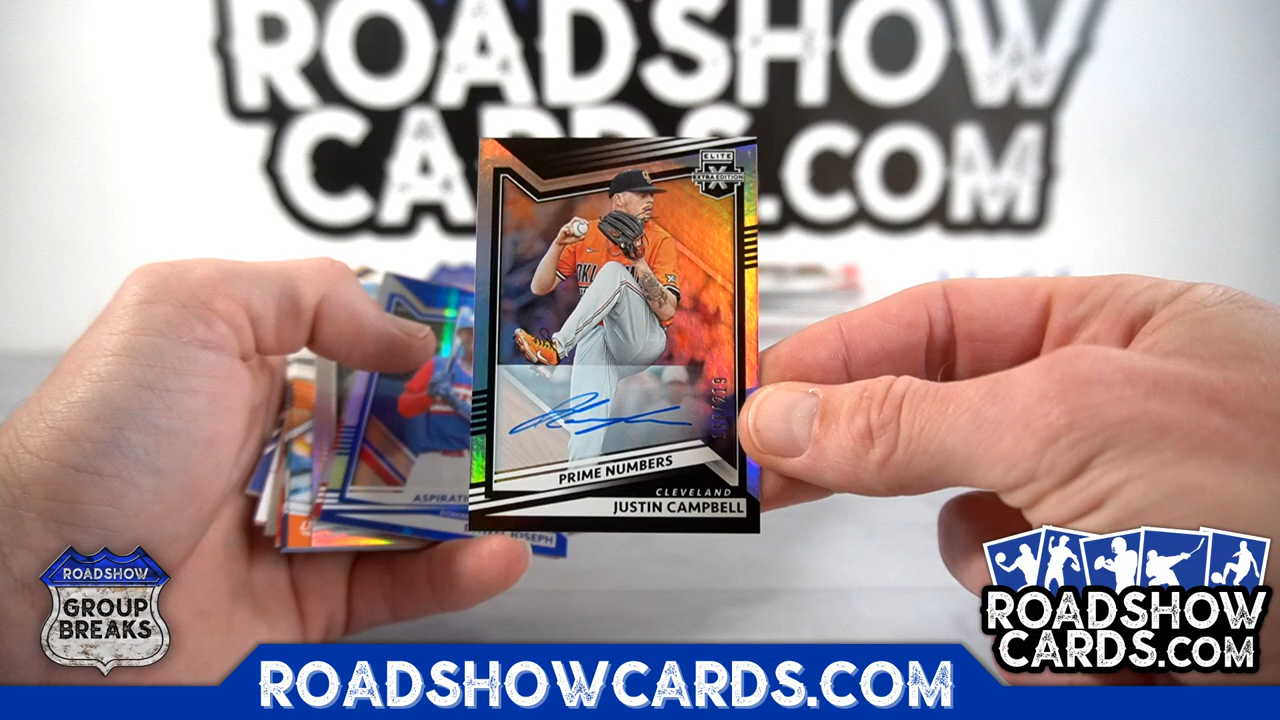 ROADSHOW
CARDS.COM
ELITE
X
EXTRA EDITION
PRIME NUMBERS
CLEVELAND
JUSTIN CAMPBELL
JOSEPH
ROADSHOW
GROUP
BREAKS
ROADSHOWCARDS.COM
ROADSHOW
CARDS.COM